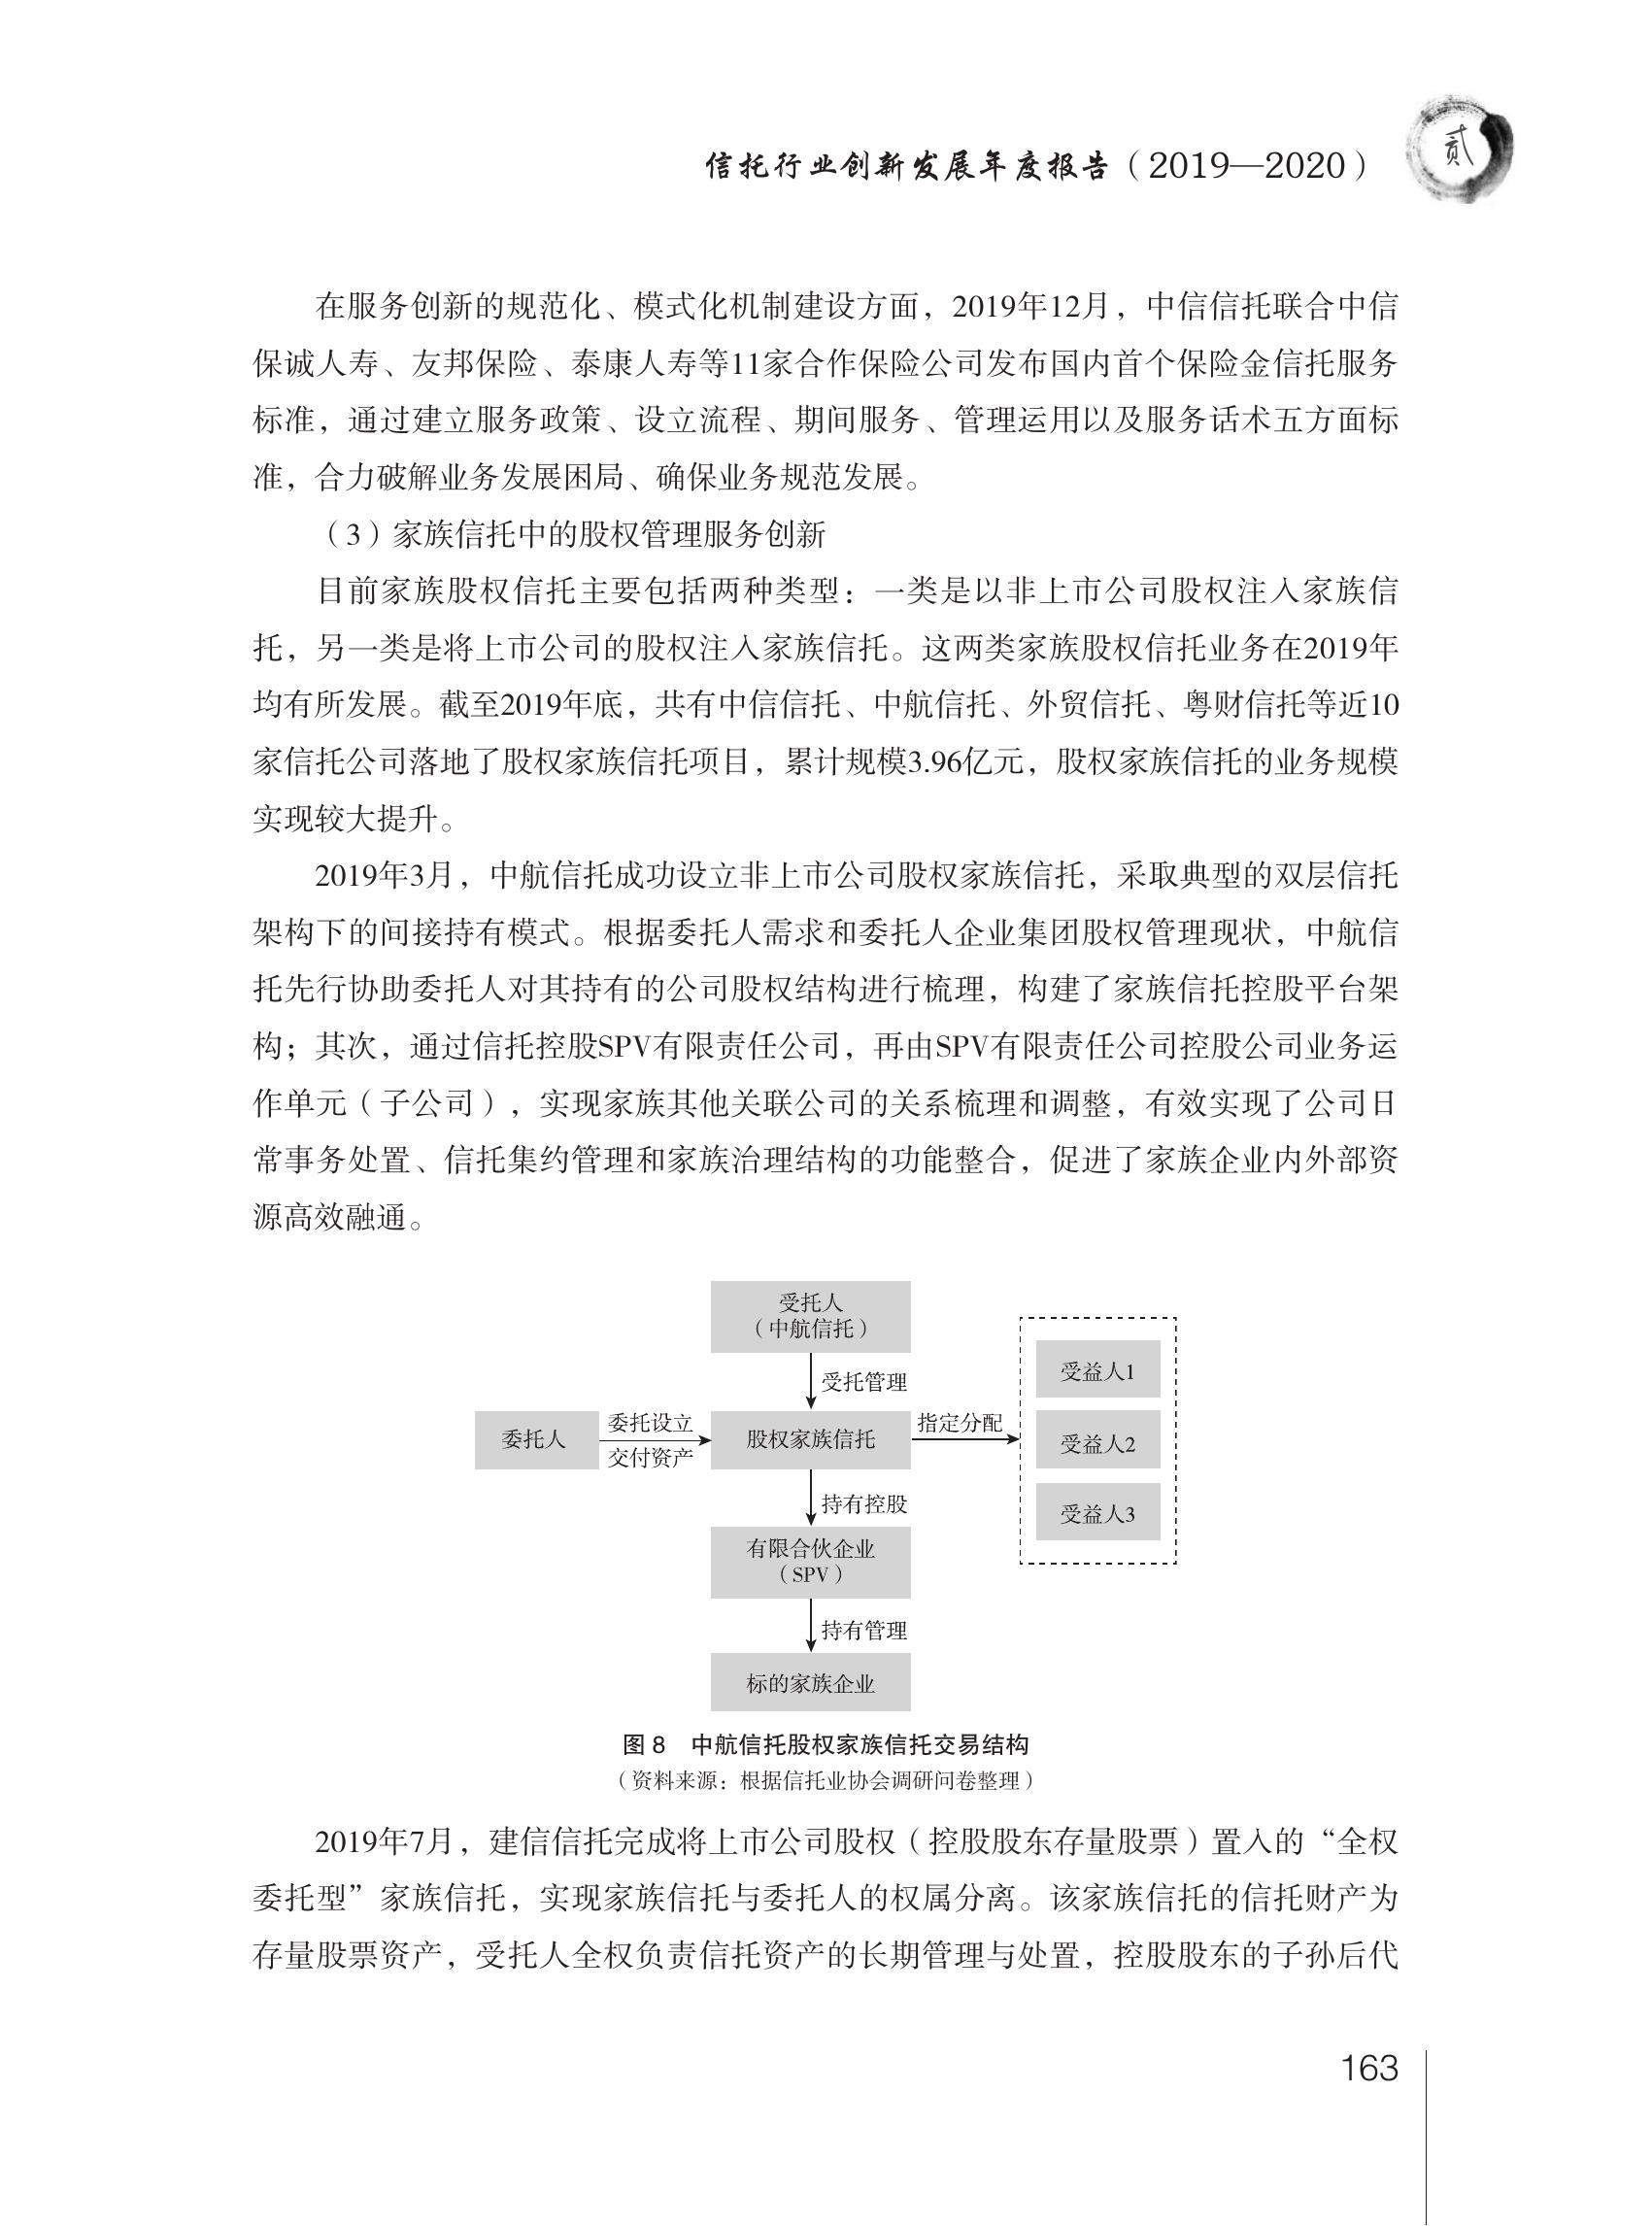 信托行业创新发展年度报告（2019—2020）
贰
在服务创新的规范化、模式化机制建设方面，2019年12月，中信信托联合中信
保诚人寿、友邦保险、泰康人寿等11家合作保险公司发布国内首个保险金信托服务
标准，通过建立服务政策、设立流程、期间服务、管理运用以及服务话术五方面标
准，合力破解业务发展困局、确保业务规范发展。
（3）家族信托中的股权管理服务创新
目前家族股权信托主要包括两种类型：一类是以非上市公司股权注入家族信
托，另一类是将上市公司的股权注入家族信托。这两类家族股权信托业务在2019年
均有所发展。截至2019年底，共有中信信托、中航信托、外贸信托、粤财信托等近10
家信托公司落地了股权家族信托项目，累计规模3.96亿元，股权家族信托的业务规模
实现较大提升。
2019年3月，中航信托成功设立非上市公司股权家族信托，采取典型的双层信托
架构下的间接持有模式。根据委托人需求和委托人企业集团股权管理现状，中航信
托先行协助委托人对其持有的公司股权结构进行梳理，构建了家族信托控股平台架
构；其次，通过信托控股SPV有限责任公司，再由SPV有限责任公司控股公司业务运
作单元（子公司），实现家族其他关联公司的关系梳理和调整，有效实现了公司日
常事务处置、信托集约管理和家族治理结构的功能整合，促进了家族企业内外部资
源高效融通。
受托人
（中航信托）
受托管理
委托人
委托设立
交付资产
股权家族信托
指定分配
受益人1
受益人2
受益人3
持有控股
有限合伙企业
（SPV）
持有管理
标的家族企业
图 8　中航信托股权家族信托交易结构
（资料来源：根据信托业协会调研问卷整理）
2019年7月，建信信托完成将上市公司股权（控股股东存量股票）置入的“全权
委托型”家族信托，实现家族信托与委托人的权属分离。该家族信托的信托财产为
存量股票资产，受托人全权负责信托资产的长期管理与处置，控股股东的子孙后代
163